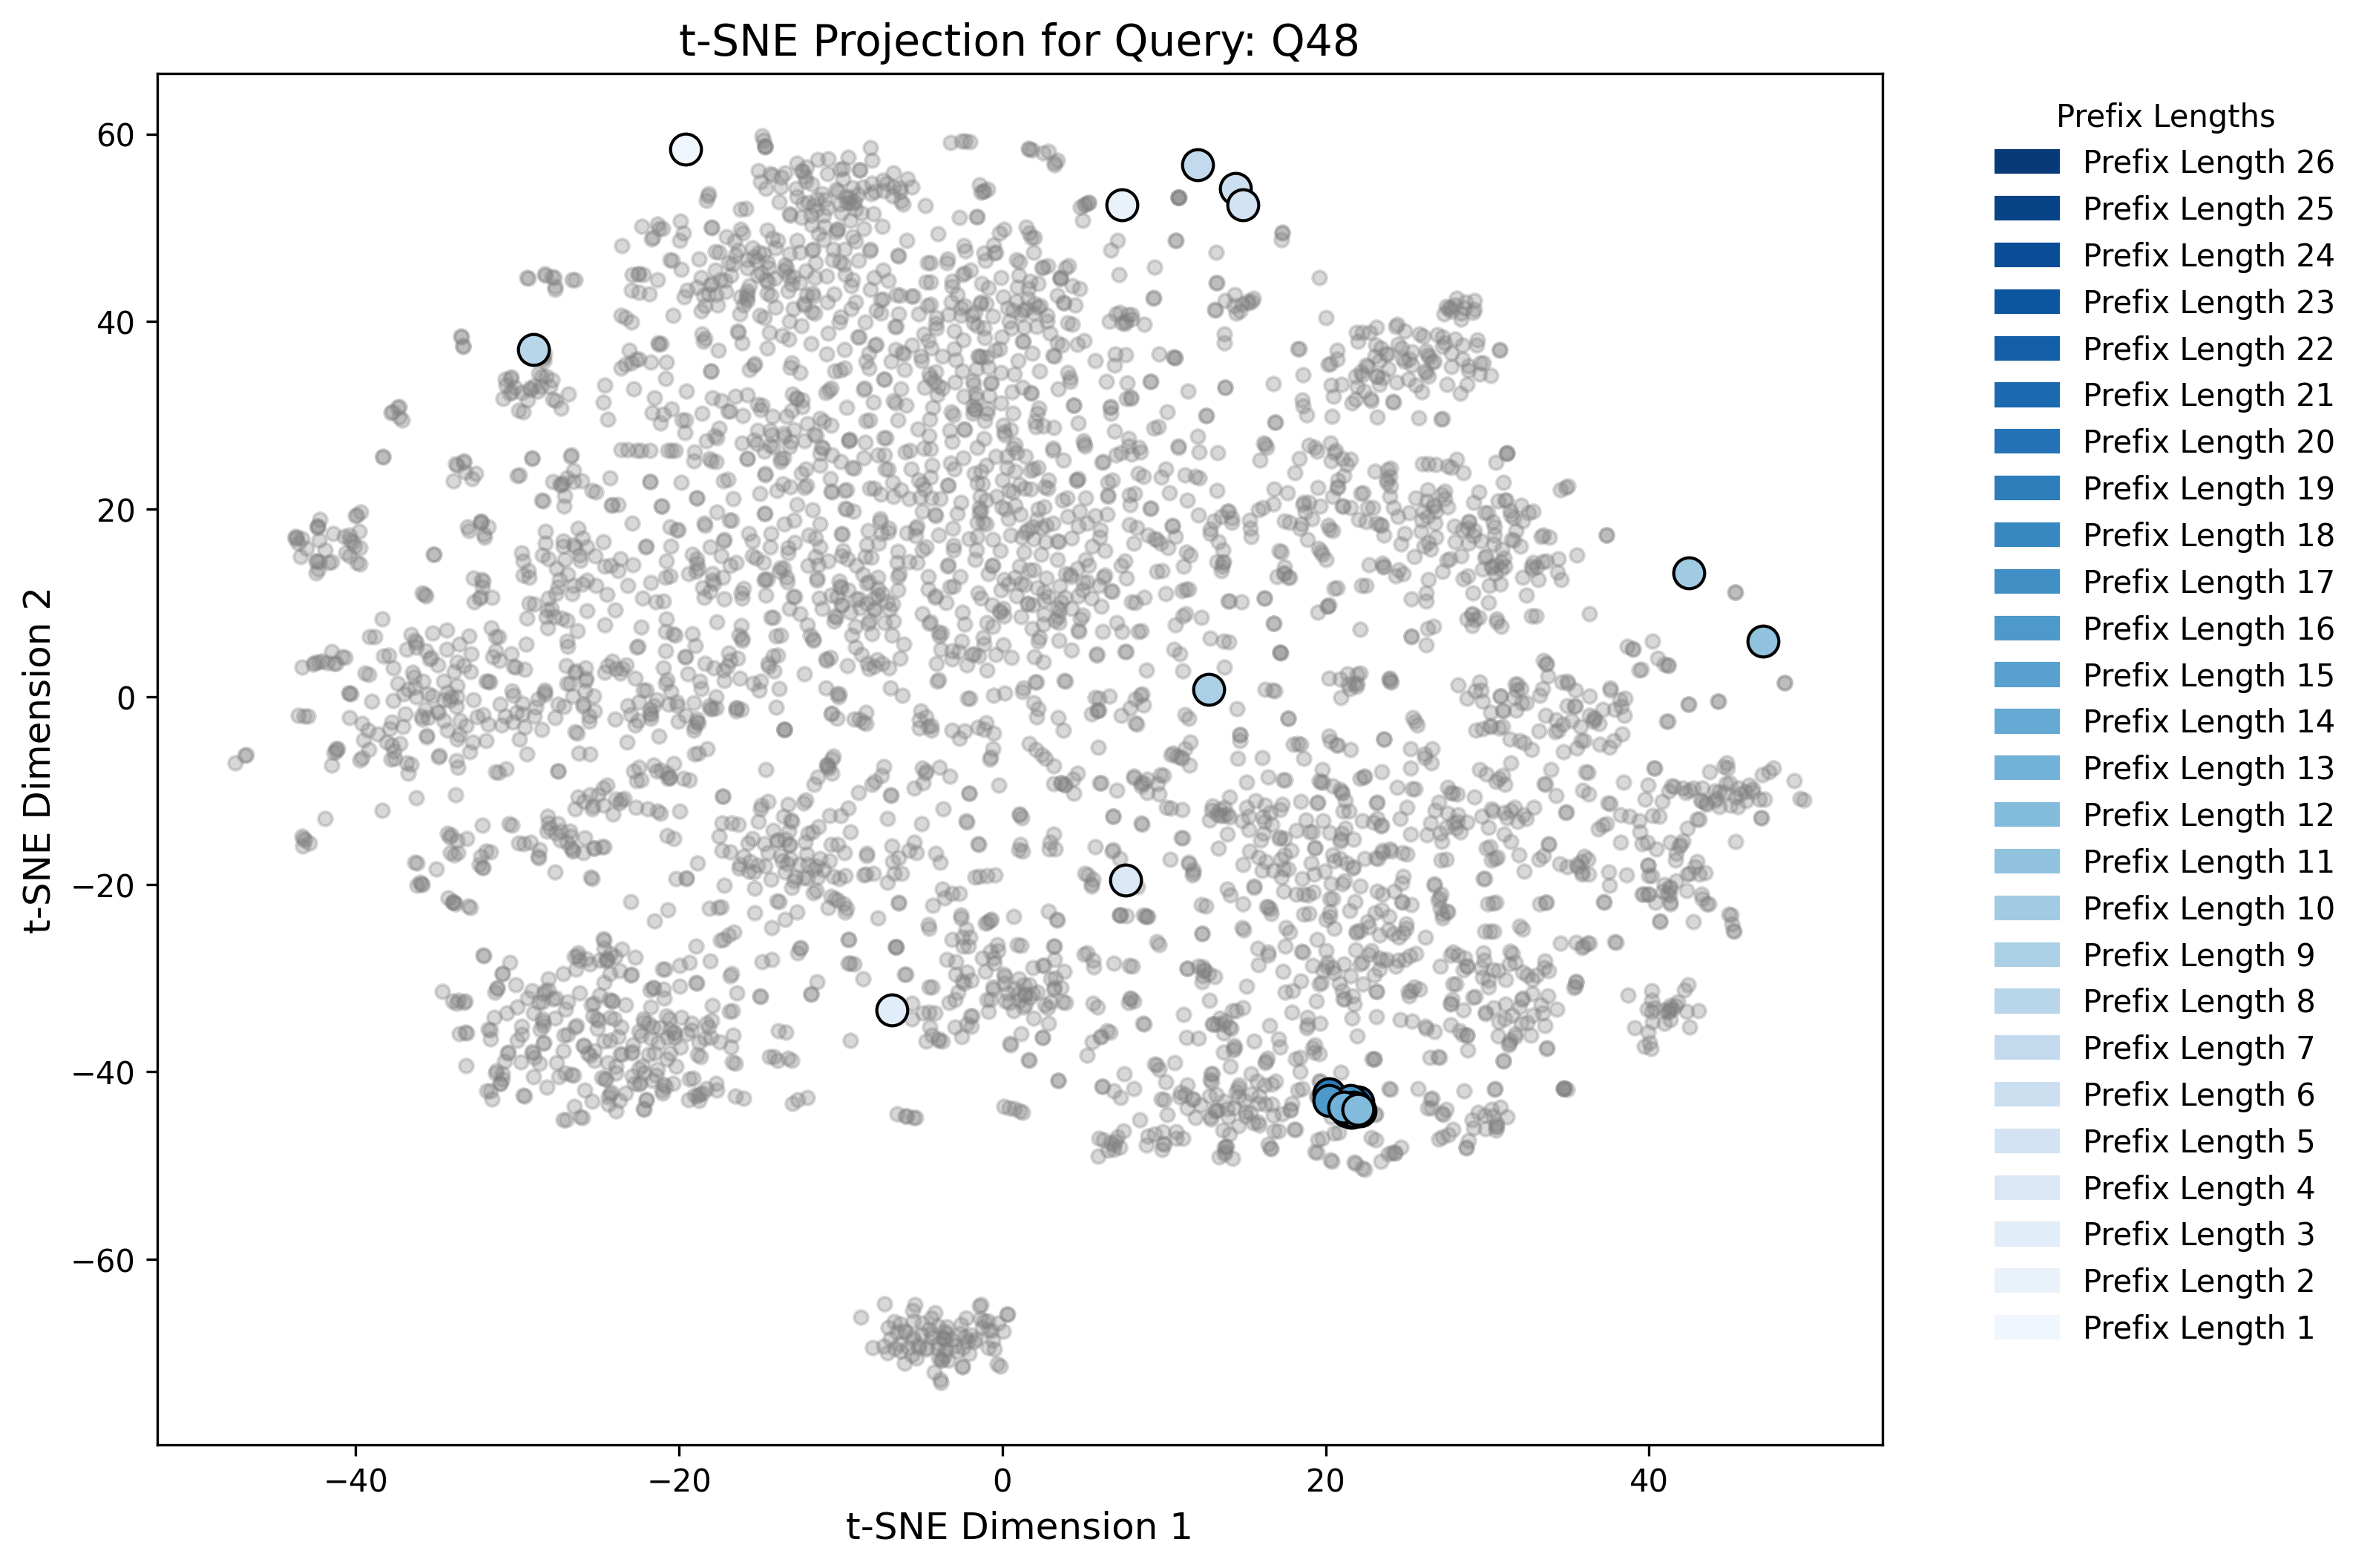 t-SNE Projection for Query: Q48
60
40
20
0
−20
−40
−60
t-SNE Dimension 2
−40
−20
0
20
40
t-SNE Dimension 1
Prefix Lengths
Prefix Length 26
Prefix Length 25
Prefix Length 24
Prefix Length 23
Prefix Length 22
Prefix Length 21
Prefix Length 20
Prefix Length 19
Prefix Length 18
Prefix Length 17
Prefix Length 16
Prefix Length 15
Prefix Length 14
Prefix Length 13
Prefix Length 12
Prefix Length 11
Prefix Length 10
Prefix Length 9
Prefix Length 8
Prefix Length 7
Prefix Length 6
Prefix Length 5
Prefix Length 4
Prefix Length 3
Prefix Length 2
Prefix Length 1